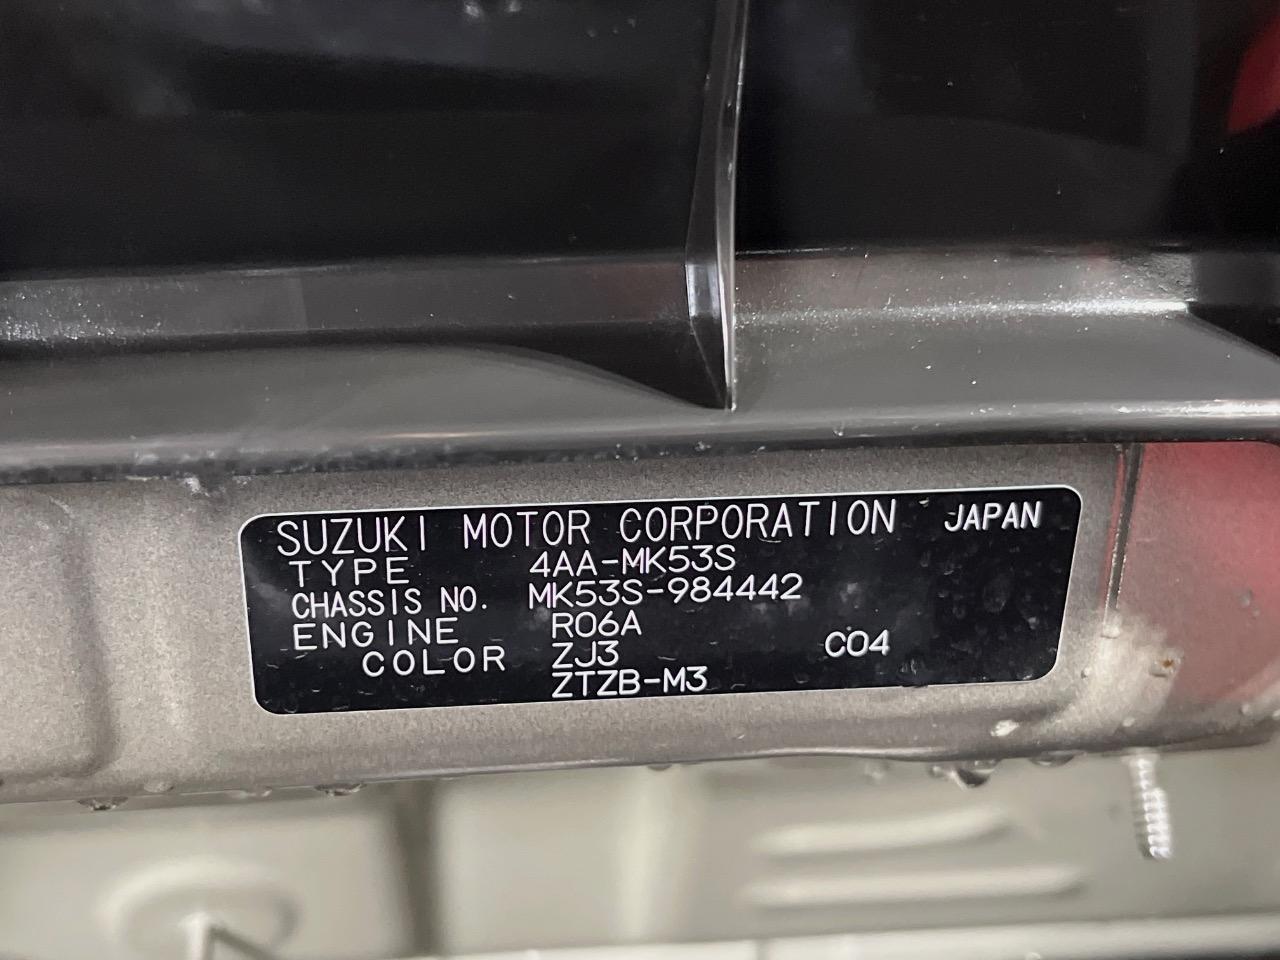 SUZUKI MOTOR CORPORATION JAPAN
TYPE 4AA-MK53S
CHASSIS NO. MK53S-984442
ENGINE R06A
COLOR ZJ3 C04
ZTZB-M3